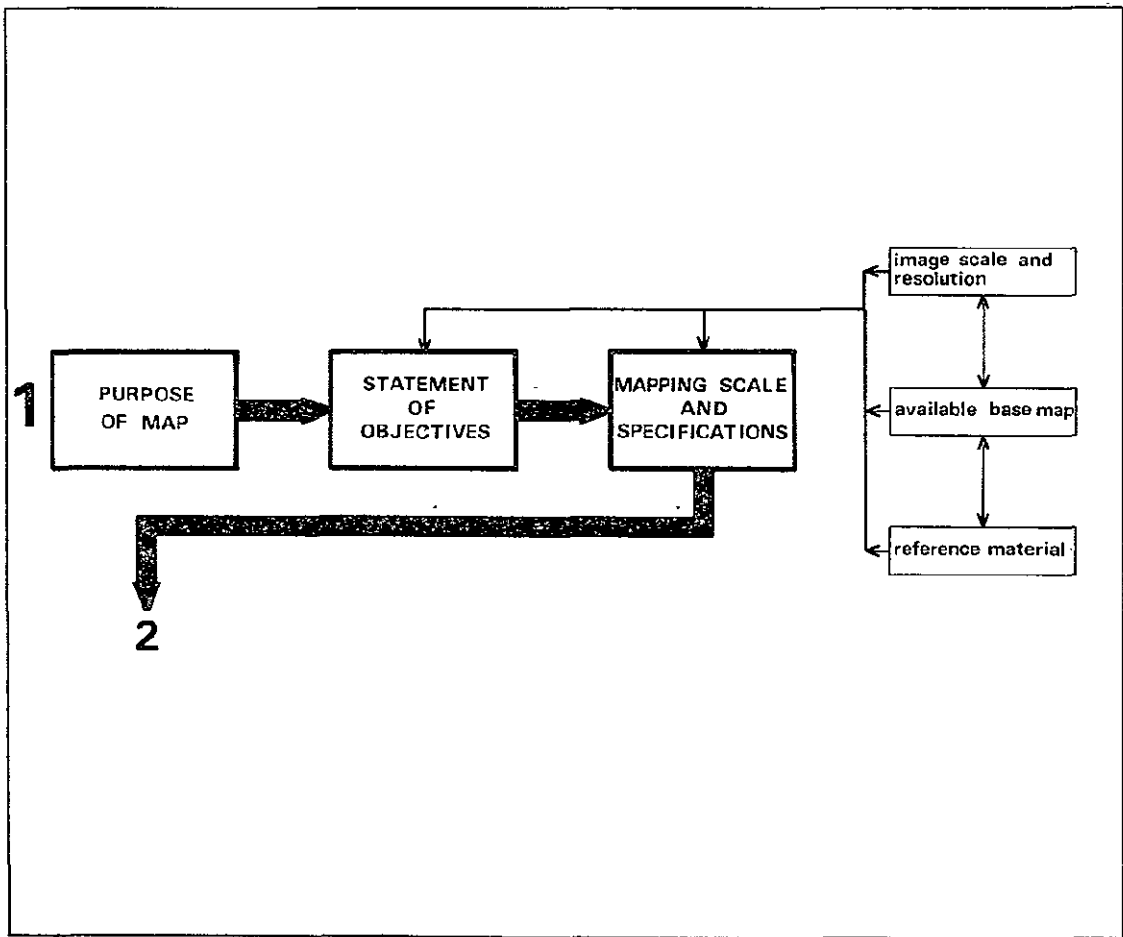 1
PURPOSE
OF MAP
STATEMENT
OF
OBJECTIVES
MAPPING SCALE
AND
SPECIFICATIONS
image scale and
resolution
available base map
reference material
2